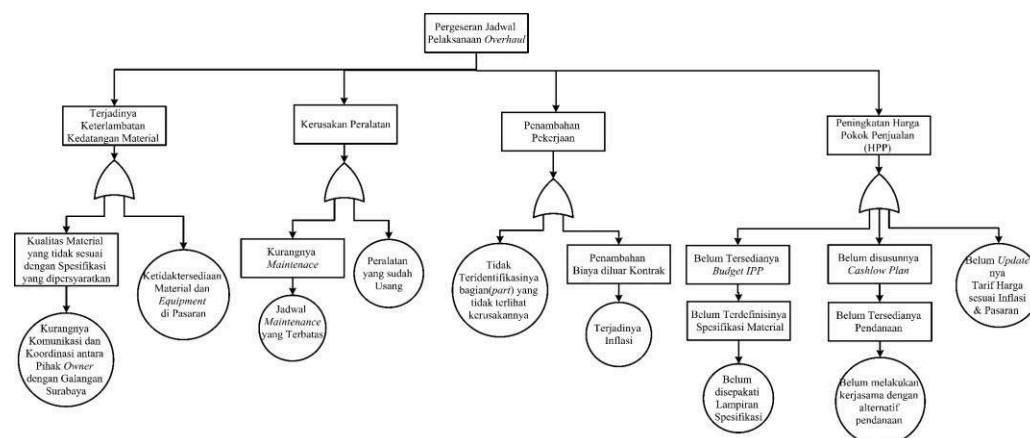 Pergeseran Jadwal
Pelaksanaan Overhaul
Terjadinya
Keterlambatan
Kedatangan Material
Kerusakan Peralatan
Penambahan
Pekerjaan
Peningkatan Harga
Pokok Penjualan
(HPP)
Kualitas Material
yang tidak sesuai
dengan Spesifikasi
yang dipersyaratkan
Ketidaktersediaan
Material dan
Equipment
di Pasaran
Kurangnya
Maintenace
Peralatan
yang sudah
Usang
Tidak
Teridentifikasinya
bagian(part) yang
tidak terlihat
kerusakannya
Penambahan
Biaya diluar Kontrak
Belum Tersedianya
Budget IPP
Belum disusunnya
Cashlow Plan
Belum Update
nya
Tarif Harga
sesuai Inflasi
& Pasaran
Kurangnya
Komunikasi dan
Koordinasi antara
Pihak Owner
dengan Galangan
Surabaya
Jadwal
Maintenance
yang Terbatas
Terjadinya
Inflasi
Belum Terdefinisinya
Spesifikasi Material
Belum Tersedianya
Pendanaan
Belum
disepakati
Lampiran
Spesifikasi
Belum melakukan
kerjasama dengan
alternatif
pendanaan